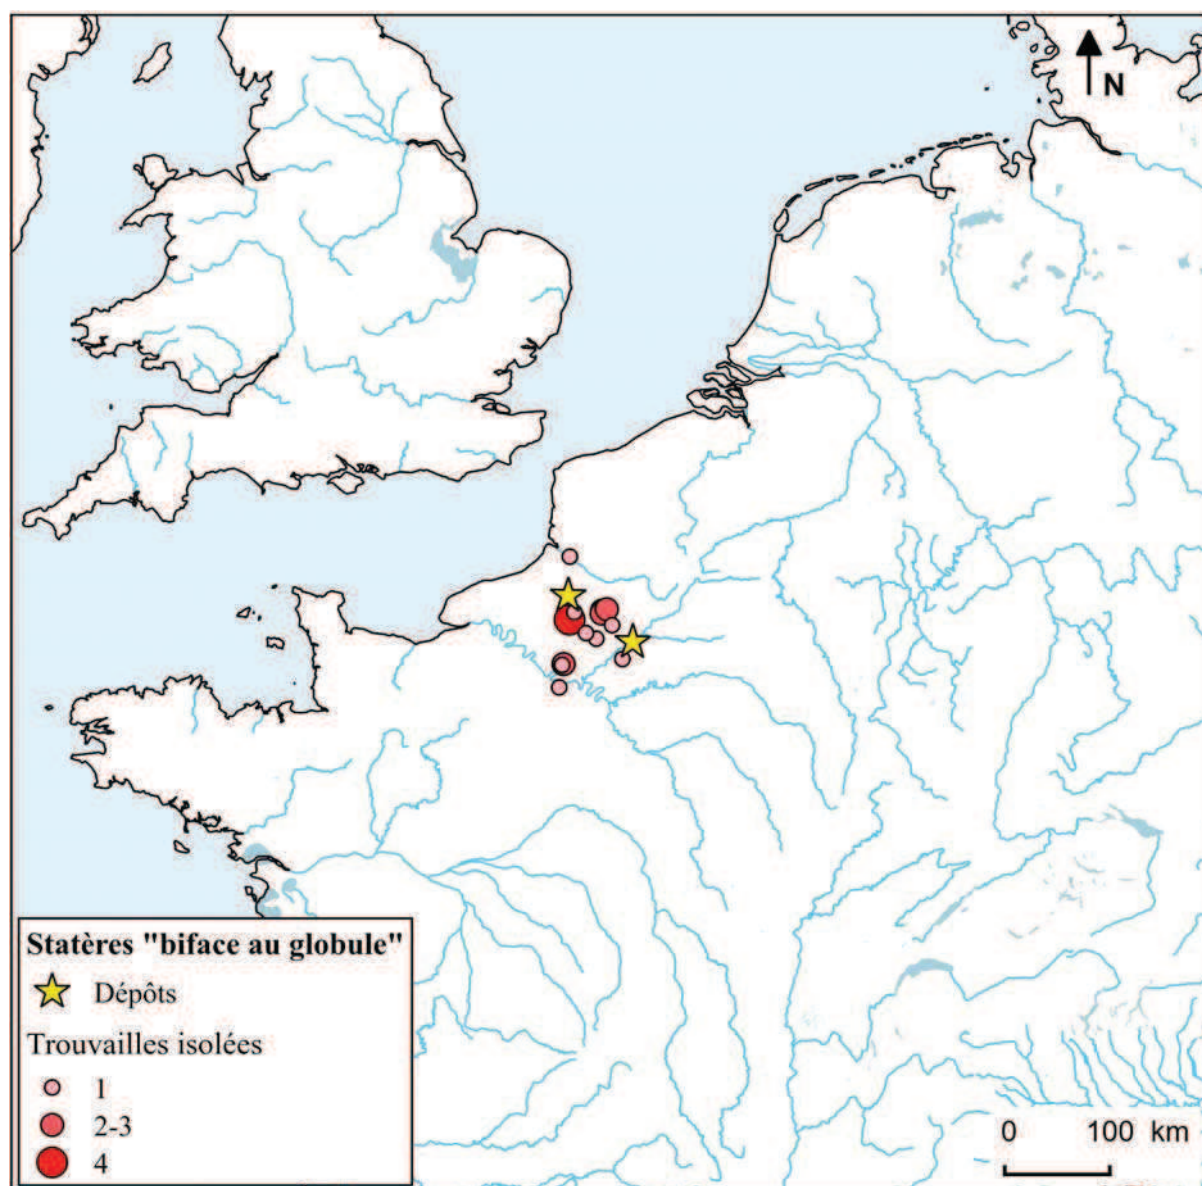 N
Statères "biface au globule"
Dépôts
Trouvailles isolées
1
2-3
4
0 100 km